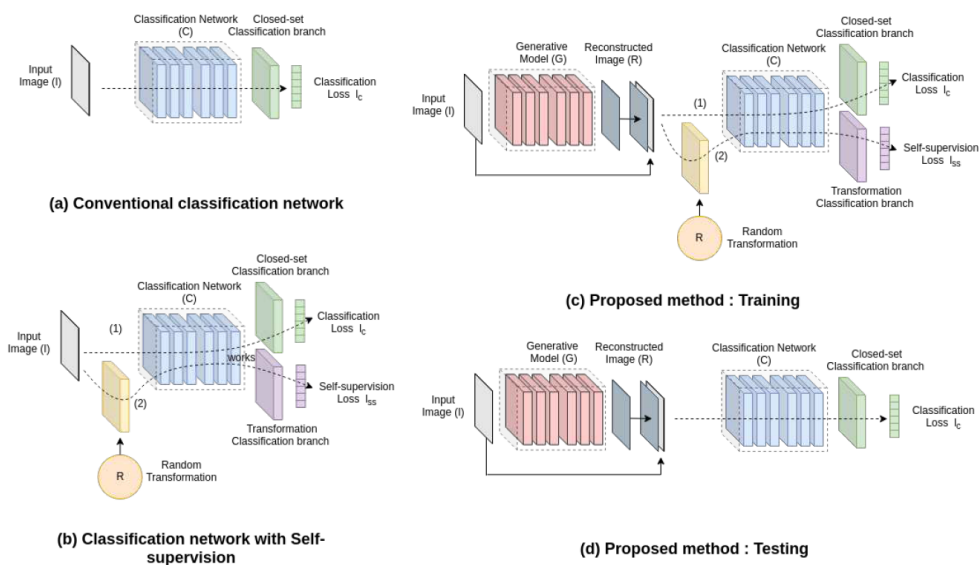 Classification Network
(C)
Closed-set
Classification branch
Input
Image (I)
Classification
Loss lc
(a) Conventional classification network
Closed-set
Classification branch
Classification Network
(C)
Input
Image (I)
(1)
Classification
Loss lc
works
(2)
Self-supervision
Loss lss
Transformation
Classification branch
R
Random
Transformation
(b) Classification network with Self-
supervision
Closed-set
Classification branch
Generative
Model (G)
Reconstructed
Image (R)
Classification Network
(C)
Input
Image (I)
(1)
Classification
Loss lc
(2)
Self-supervision
Loss lss
Transformation
Classification branch
R
Random
Transformation
(c) Proposed method : Training
Generative
Model (G)
Reconstructed
Image (R)
Classification Network
(C)
Closed-set
Classification branch
Input
Image (I)
Classification
Loss lc
(d) Proposed method : Testing